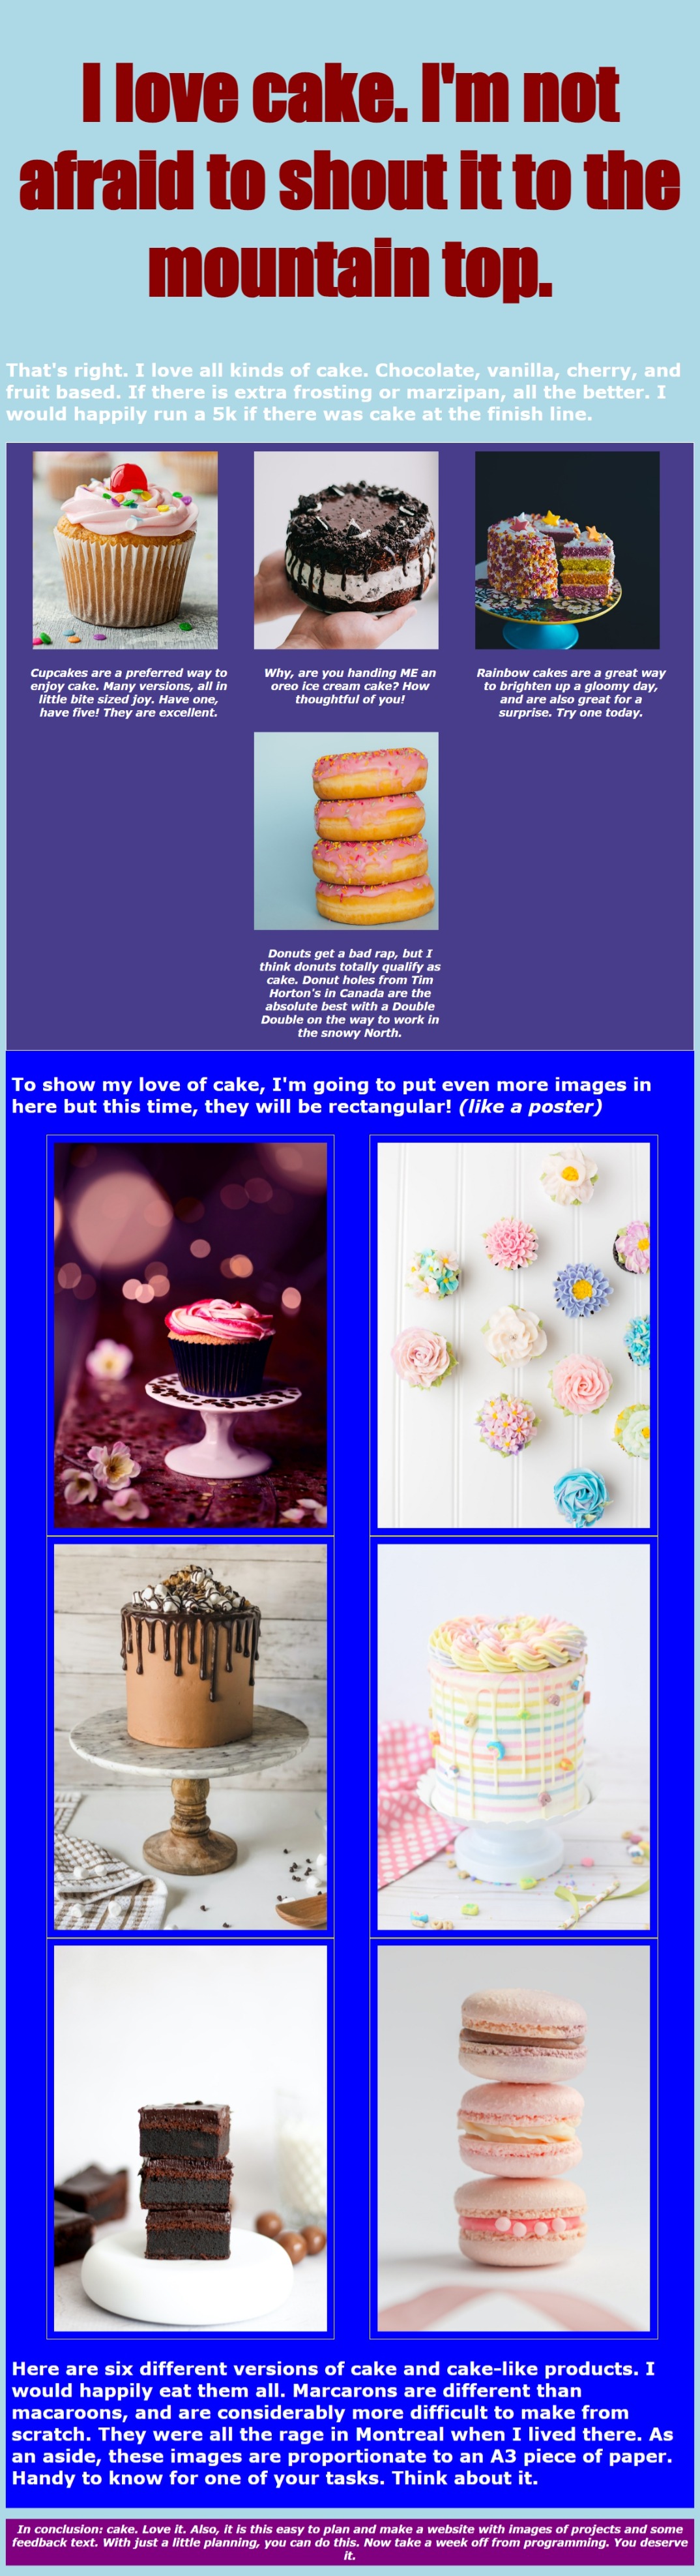 I love cake. I'm not
afraid to shout it to the
mountain top.
That's right. I love all kinds of cake. Chocolate, vanilla, cherry, and
fruit based. If there is extra frosting or marzipan, all the better. I
would happily run a 5k if there was cake at the finish line.
Cupcakes are a preferred way to
enjoy cake. Many versions, all in
little bite sized joy. Have one,
have five! They are excellent.
Why, are you handing ME an
oreo ice cream cake? How
thoughtful of you!
Rainbow cakes are a great way
to brighten up a gloomy day,
and are also great for a
surprise. Try one today.
Donuts get a bad rap, but I
think donuts totally qualify as
cake. Donut holes from Tim
Horton's in Canada are the
absolute best with a Double
Double on the way to work in
the snowy North.
To show my love of cake, I'm going to put even more images in
here but this time, they will be rectangular! (like a poster)
Here are six different versions of cake and cake-like products. I
would happily eat them all. Marcarons are different than
macaroons, and are considerably more difficult to make from
scratch. They were all the rage in Montreal when I lived there. As
an aside, these images are proportionate to an A3 piece of paper.
Handy to know for one of your tasks. Think about it.
In conclusion: cake. Love it. Also, it is this easy to plan and make a website with images of projects and some
feedback text. With just a little planning, you can do this. Now take a week off from programming. You deserve
it.